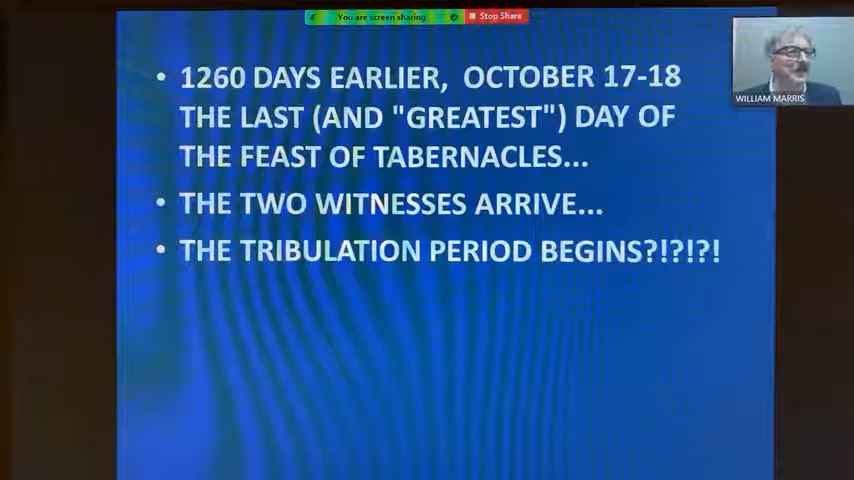 You are screen sharing
Stop Share
WILLIAM MARRIS
• 1260 DAYS EARLIER, OCTOBER 17-18
THE LAST (AND "GREATEST") DAY OF
THE FEAST OF TABERNACLES...
• THE TWO WITNESSES ARRIVE...
• THE TRIBULATION PERIOD BEGINS?!?!?!